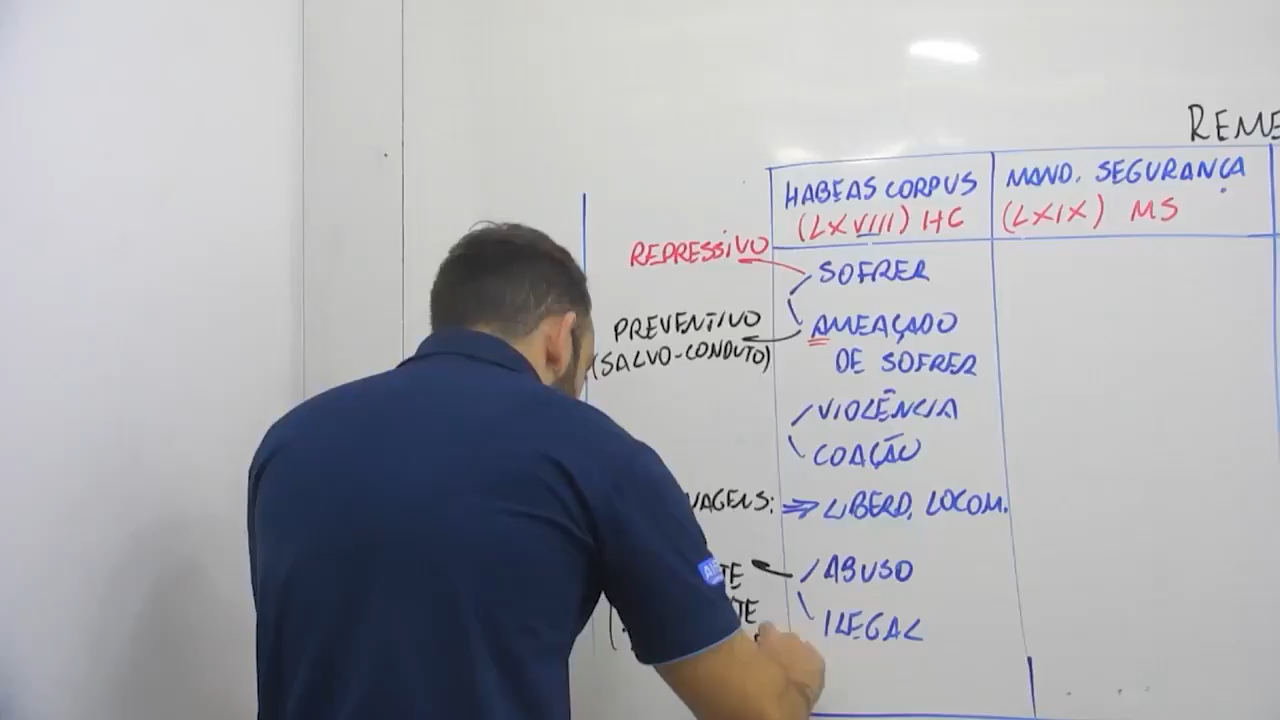 HABEAS CORPUS
(LXVIII) HC
MAND. SEGURANÇA
(LXIX) MS
REPRESSIVO
SOFRER
PREVENTIVO
(SALVO-CONDUTO)
AMEAÇADO
DE SOFRER
VIOLÊNCIA
COAÇÃO
LIBERD. LOCOM.
ABUSO
ILEGAL